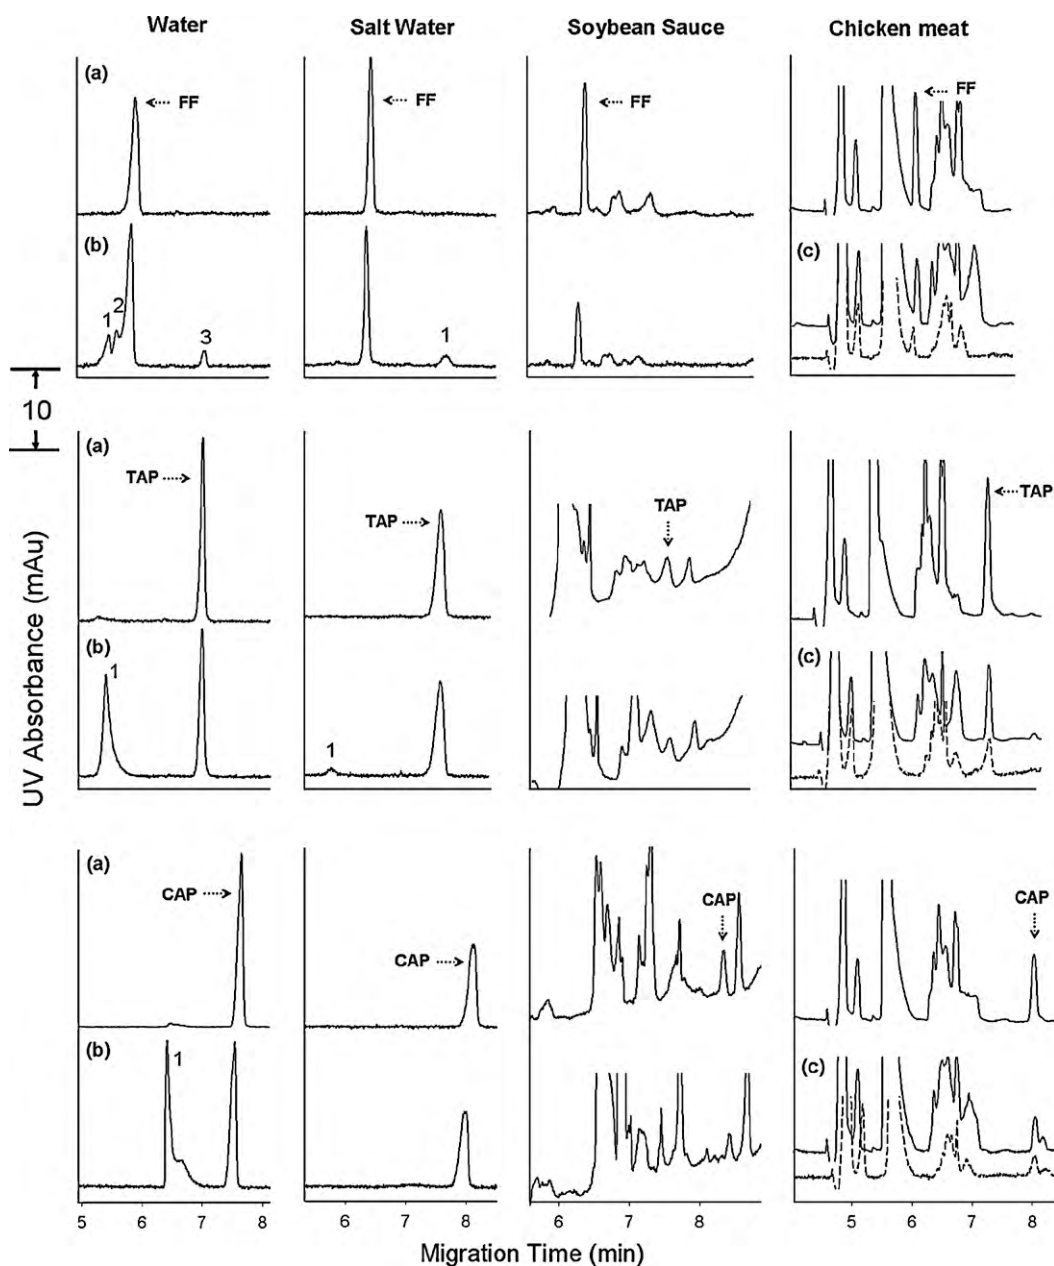 Water Salt Water Soybean Sauce Chicken meat
(a) FF FF FF FF
(b) 1 2 3 1 (c)
10
(a) TAP TAP TAP TAP
(b) 1 1 (c)
UV Absorbance (mAu)
(a) CAP CAP CAP CAP
(b) 1 (c)
5 6 7 8 6 7 8 6 7 8 5 6 7 8
Migration Time (min)